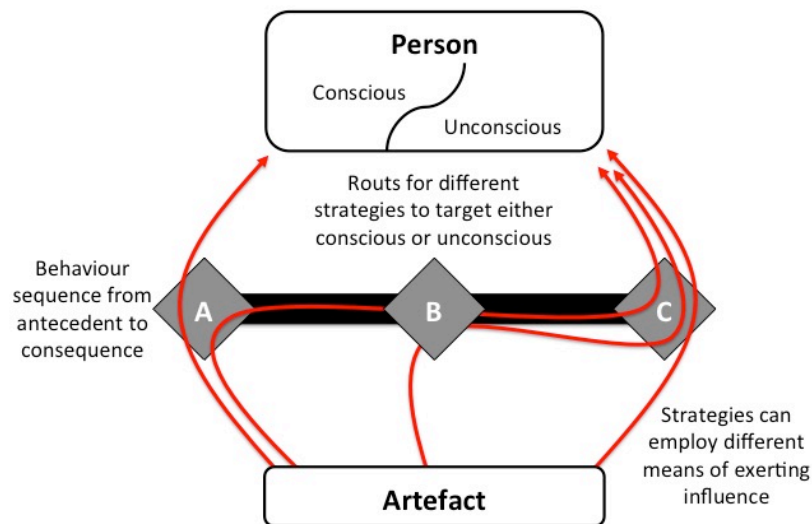 Person
Conscious
Unconscious
Routs for different
strategies to target either
conscious or unconscious
Behaviour
sequence from
antecedent to
consequence
A
B
C
Strategies can
employ different
means of exerting
influence
Artefact